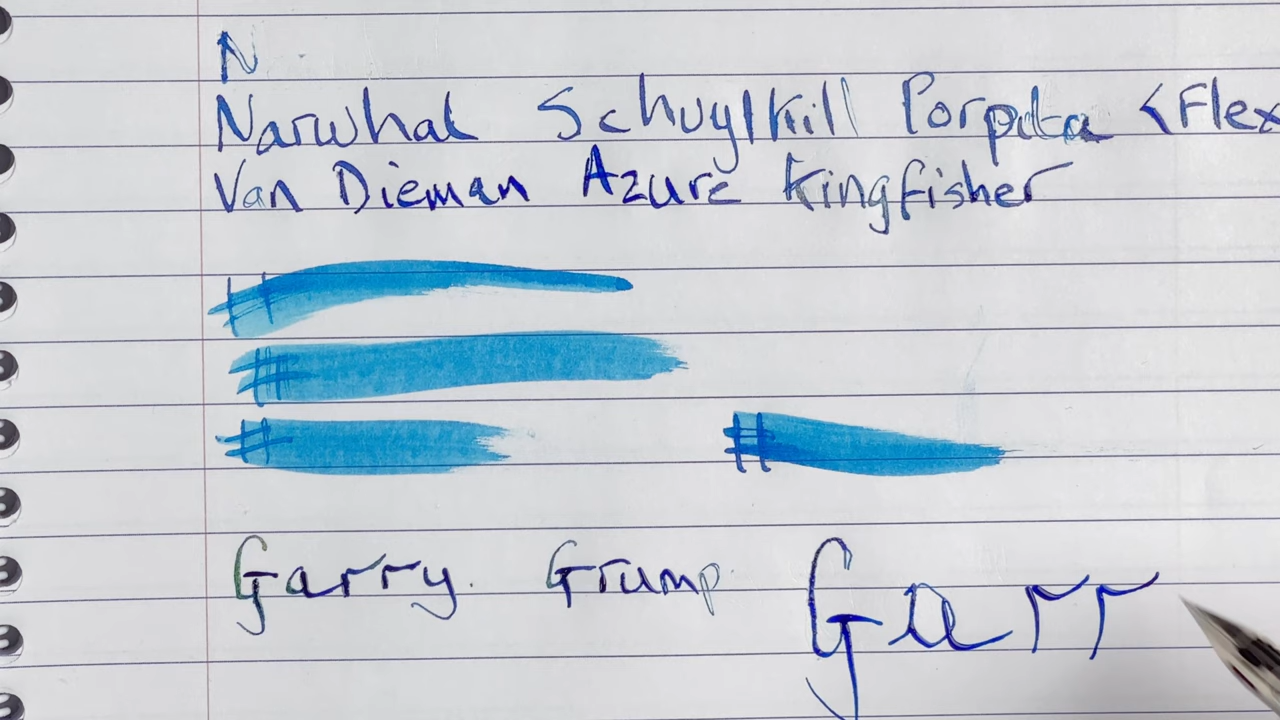 N
Narwhal Schuylkill Porpita (Flex
Van Dieman Azure Kingfisher
#
#
#
#
Garry. Grump Garr